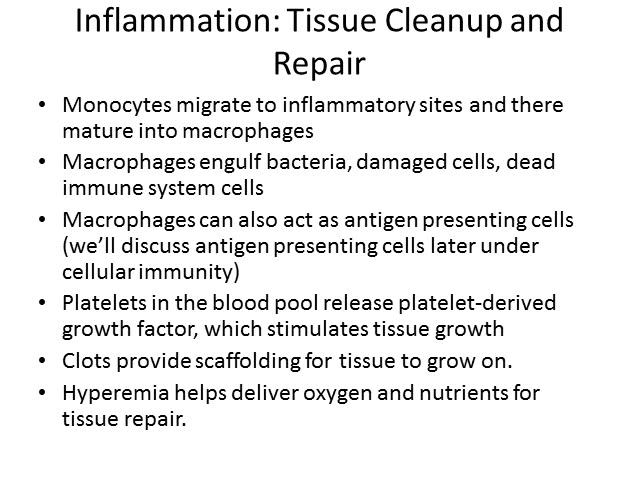 Inflammation: Tissue Cleanup and
Repair
• Monocytes migrate to inflammatory sites and there
mature into macrophages
• Macrophages engulf bacteria, damaged cells, dead
immune system cells
• Macrophages can also act as antigen presenting cells
(we’ll discuss antigen presenting cells later under
cellular immunity)
• Platelets in the blood pool release platelet-derived
growth factor, which stimulates tissue growth
• Clots provide scaffolding for tissue to grow on.
• Hyperemia helps deliver oxygen and nutrients for
tissue repair.